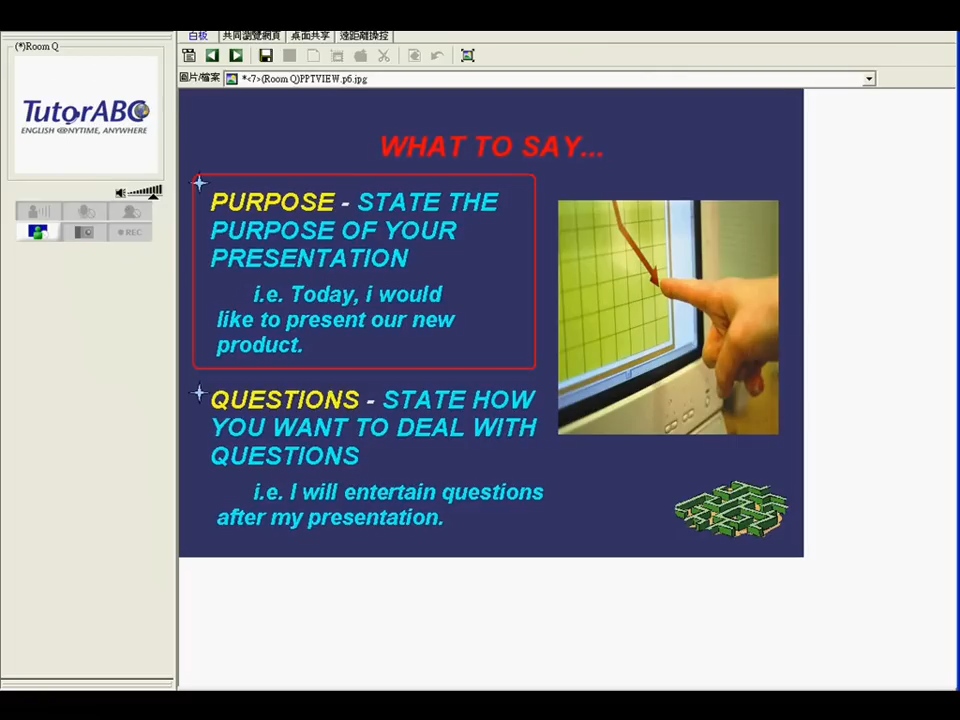 (*)Room Q
白板 共同瀏覽網頁 桌面共享 遠距離操控
圖片/檔案 *<7>(Room Q)PPTVIEW.p6.jpg
TutorABC
ENGLISH @NYTIME, ANYWHERE
REC
WHAT TO SAY...
PURPOSE - STATE THE
PURPOSE OF YOUR
PRESENTATION
i.e. Today, i would
like to present our new
product.
QUESTIONS - STATE HOW
YOU WANT TO DEAL WITH
QUESTIONS
i.e. I will entertain questions
after my presentation.